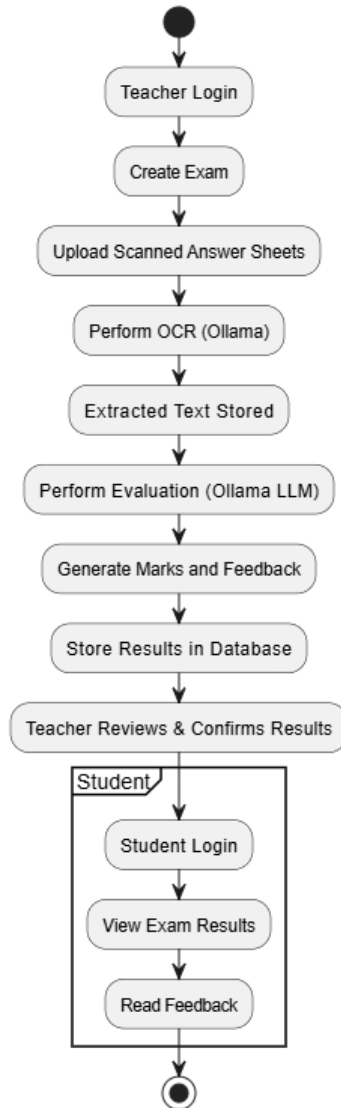 Teacher Login
Create Exam
Upload Scanned Answer Sheets
Perform OCR (Ollama)
Extracted Text Stored
Perform Evaluation (Ollama LLM)
Generate Marks and Feedback
Store Results in Database
Teacher Reviews & Confirms Results
Student
Student Login
View Exam Results
Read Feedback